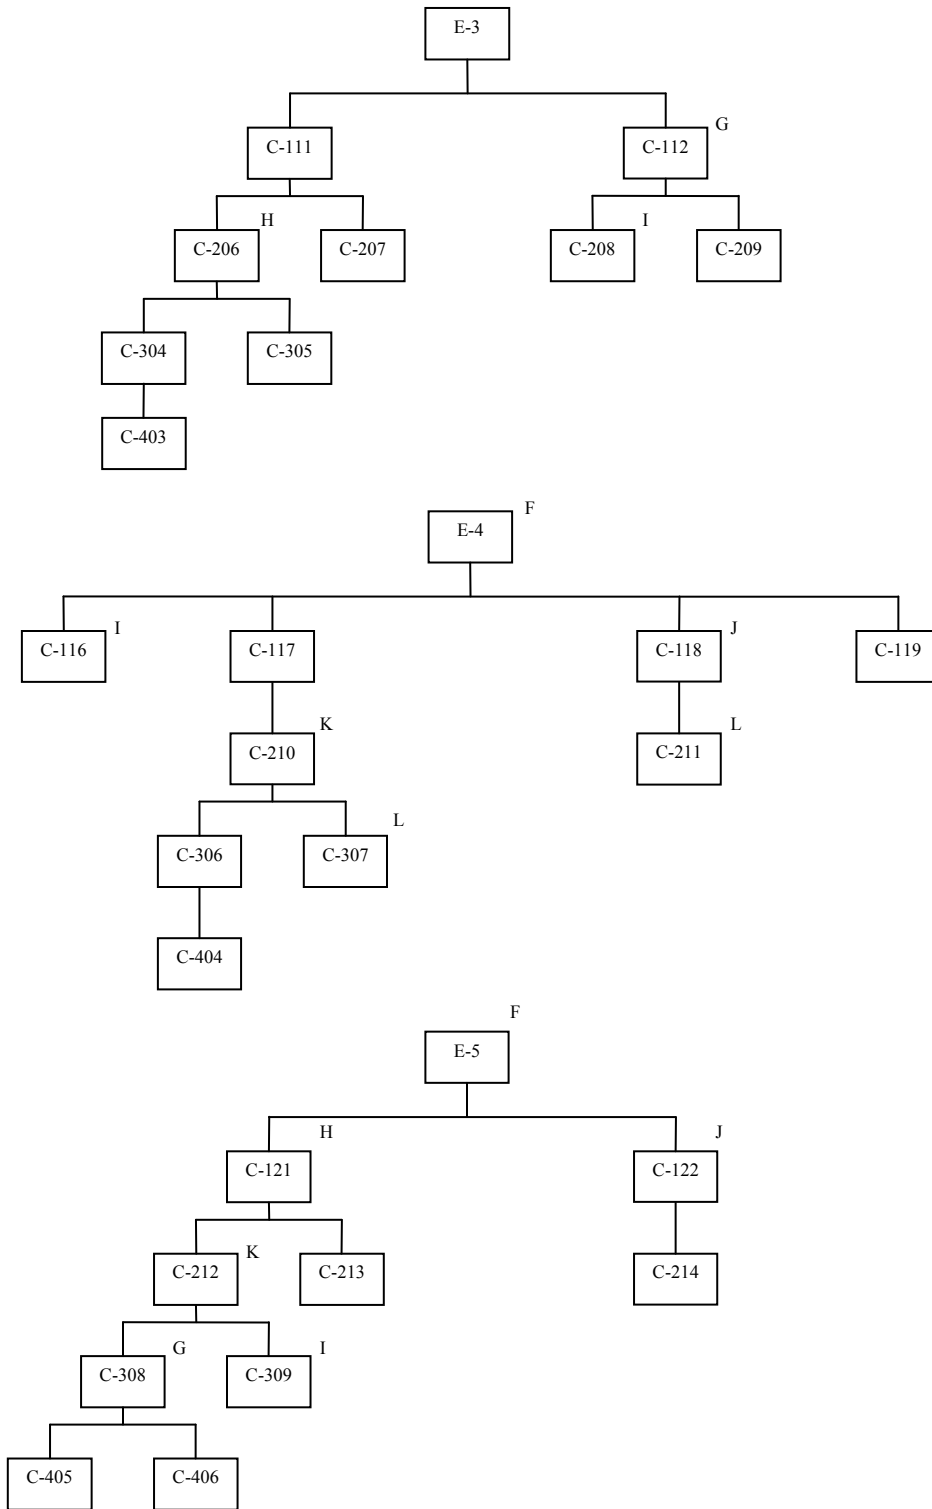 E-3
G
C-111
C-112
H
I
C-206
C-207
C-208
C-209
C-304
C-305
C-403
F
E-4
I
J
C-116
C-117
C-118
C-119
K
L
C-210
C-211
L
C-306
C-307
C-404
F
E-5
H
J
C-121
C-122
K
C-212
C-213
C-214
G
I
C-308
C-309
C-405
C-406